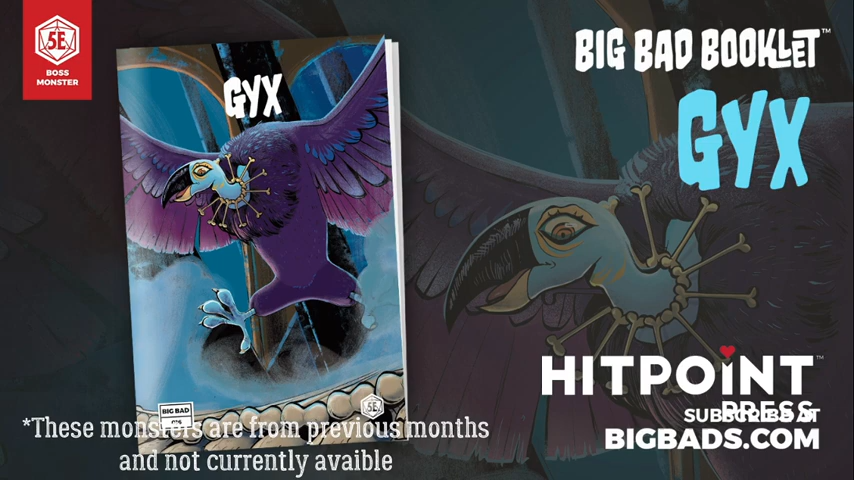 5E
BOSS
MONSTER
GYX
BIG BAD
5E
BIG BAD BOOKLET™
GYX
HITPOINT™
PRESS
SUBSCRIBE AT
BIGBADS.COM
*These monsters are from previous months
and not currently avaible